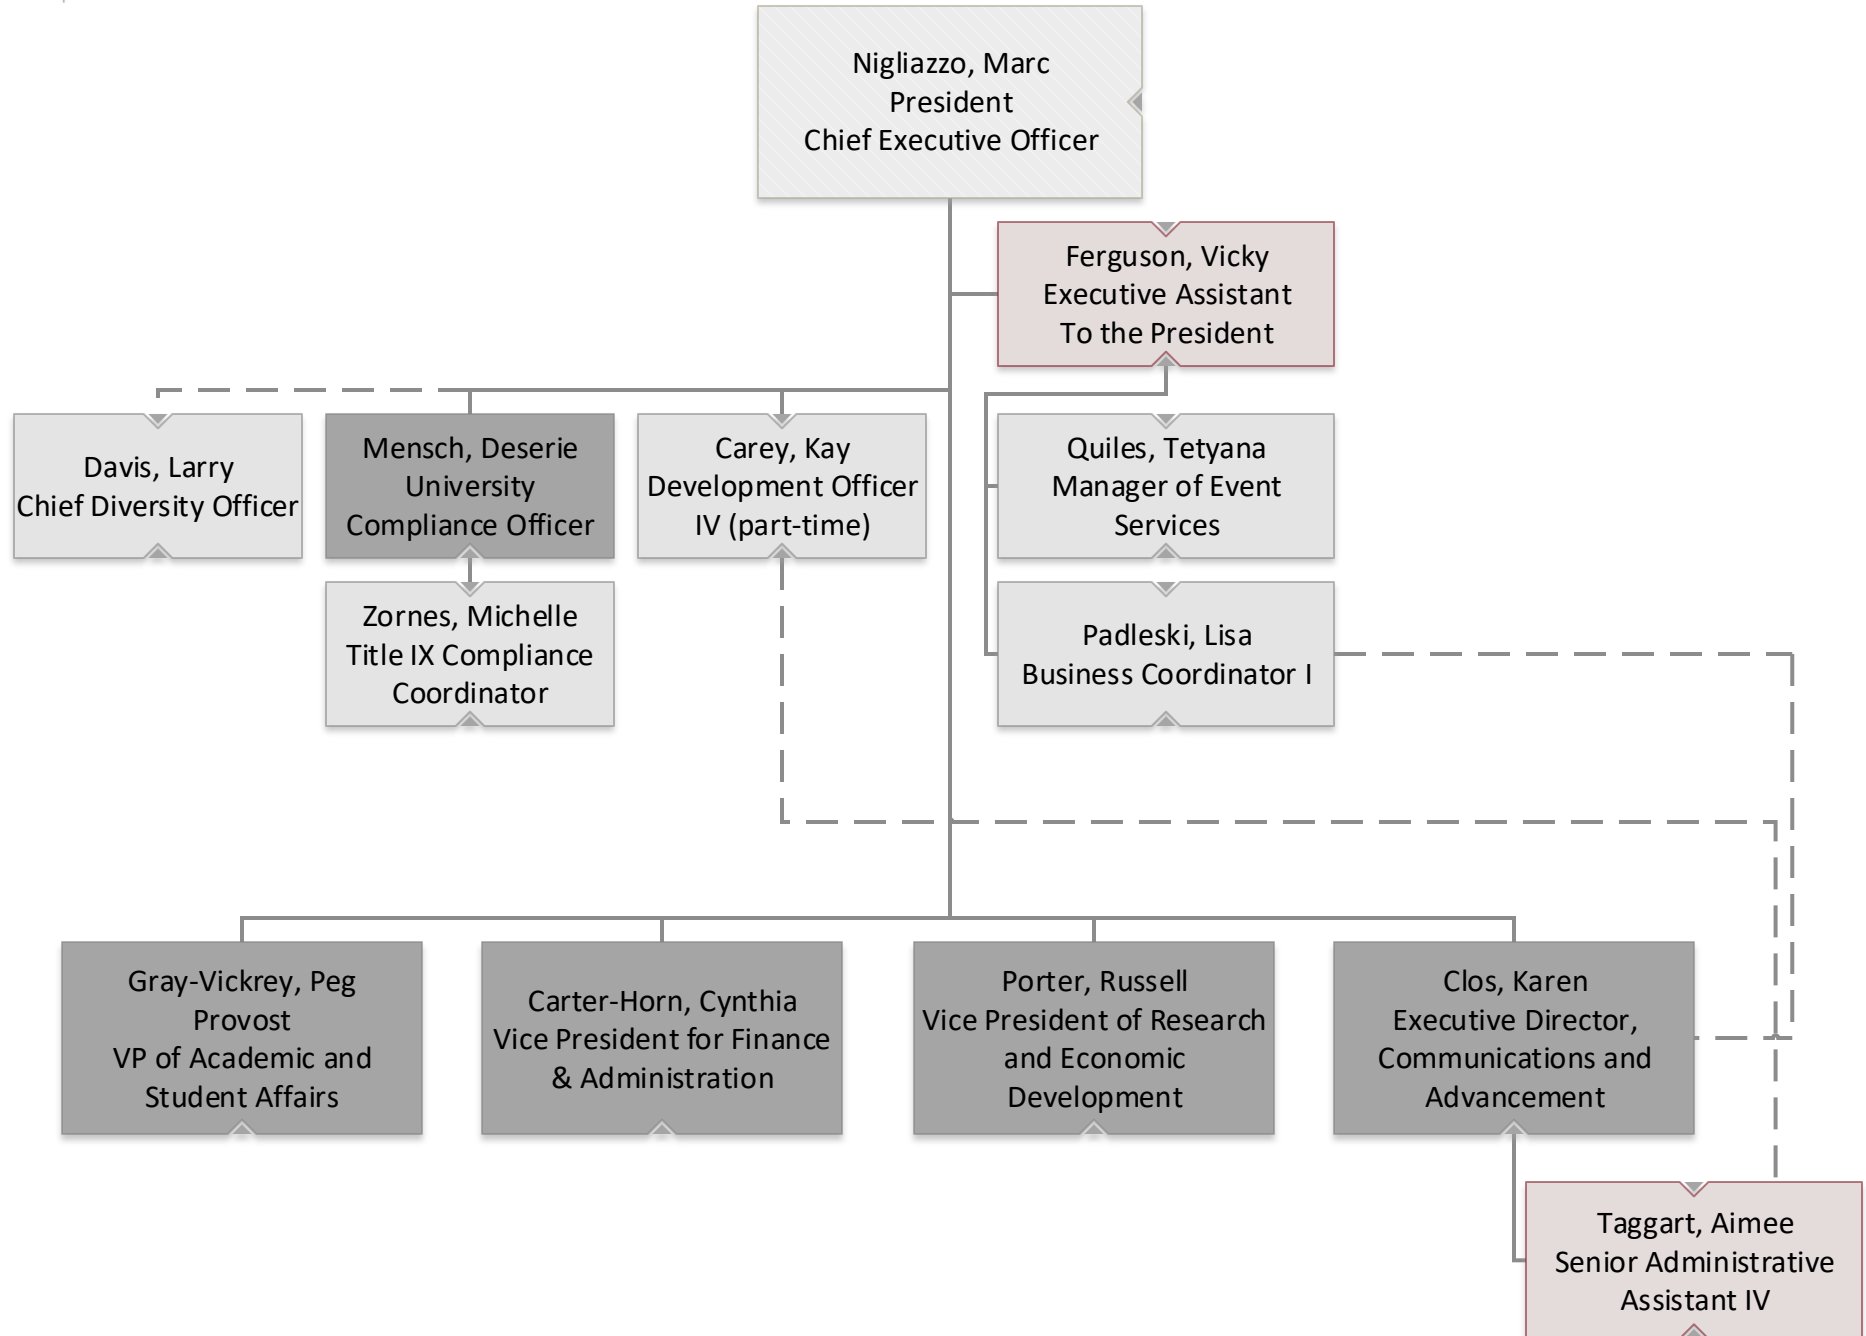 Nigliazzo, Marc
President
Chief Executive Officer
Ferguson, Vicky
Executive Assistant
To the President
Davis, Larry
Chief Diversity Officer
Mensch, Deserie
University
Compliance Officer
Carey, Kay
Development Officer
IV (part-time)
Quiles, Tetyana
Manager of Event
Services
Zornes, Michelle
Title IX Compliance
Coordinator
Padleski, Lisa
Business Coordinator I
Gray-Vickrey, Peg
Provost
VP of Academic and
Student Affairs
Carter-Horn, Cynthia
Vice President for Finance
& Administration
Porter, Russell
Vice President of Research
and Economic
Development
Clos, Karen
Executive Director,
Communications and
Advancement
Taggart, Aimee
Senior Administrative
Assistant IV